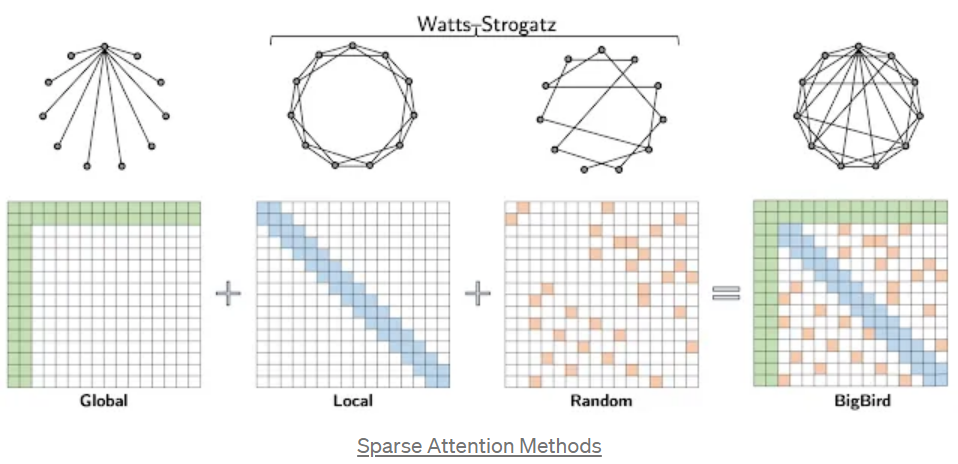 Watts-Strogatz
Global
Local
Random
BigBird
Sparse Attention Methods